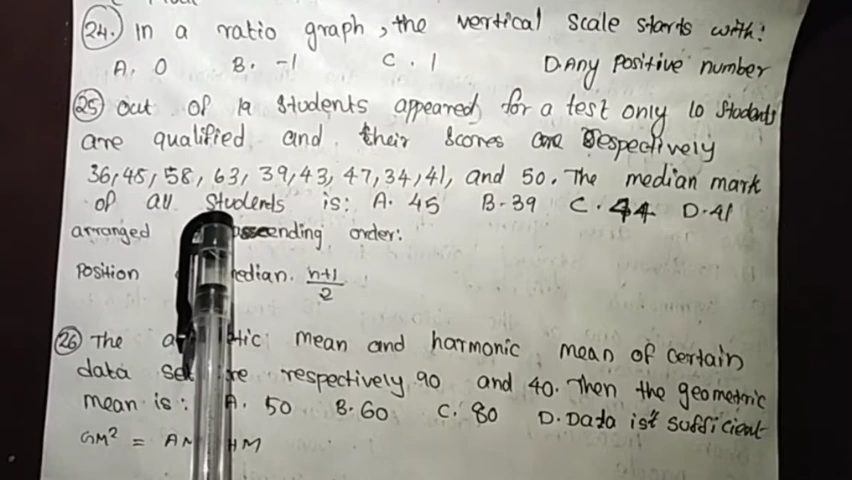 24. In a ratio graph, the vertical scale starts with:
A. 0 B. -1 C. 1 D. Any positive number
25 Out of 19 students appeared for a test only 10 students
are qualified and their scores are respectively
36, 45, 58, 63, 39, 43, 47, 34, 41, and 50. The median mark
of all students is: A. 45 B. 39 C. 44 D. 41
arranged ascending order:
Position median. n+1/2
26 The mean and harmonic mean of certain
data respectively 90 and 40. Then the geometric
mean is: A. 50 B. 60 C. 80 D. Data isn't sufficient
GM² = AM HM